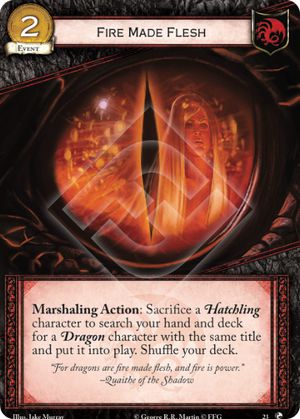 2
EVENT
FIRE MADE FLESH
Marshaling Action: Sacrifice a Hatchling
character to search your hand and deck
for a Dragon character with the same title
and put it into play. Shuffle your deck.
"For dragons are fire made flesh, and fire is power."
–Quaithe of the Shadow
Illus. Jake Murray
© George R.R. Martin © FFG
21